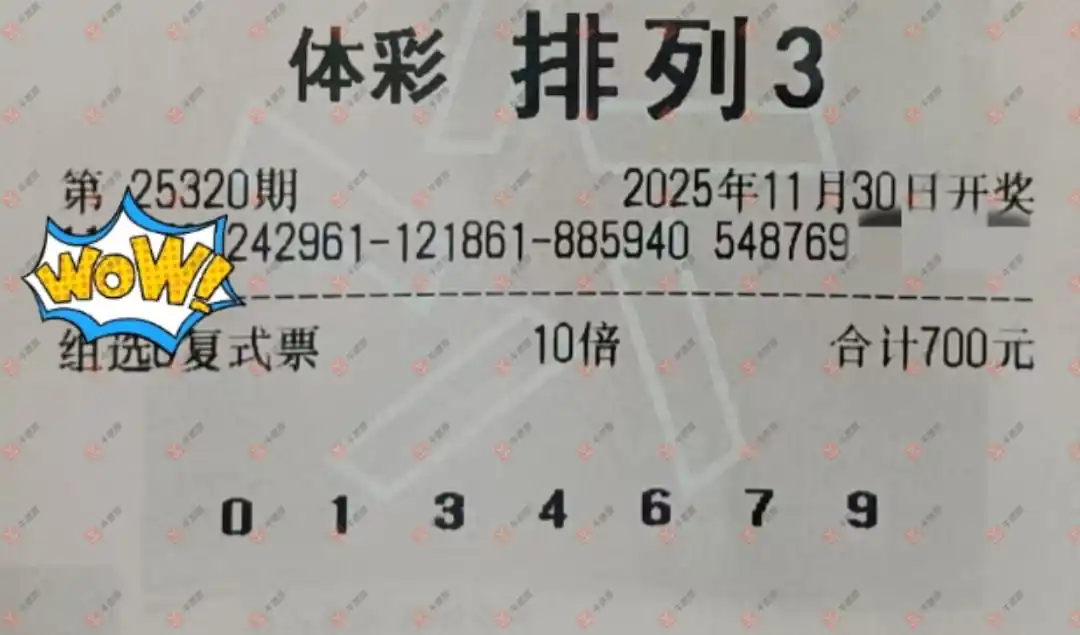 体彩 排列3
第 25320期 2025年11月30日开奖
242961-121861-885940 548769
WOW!
组选6复式票 10倍 合计700元
0 1 3 4 6 7 9